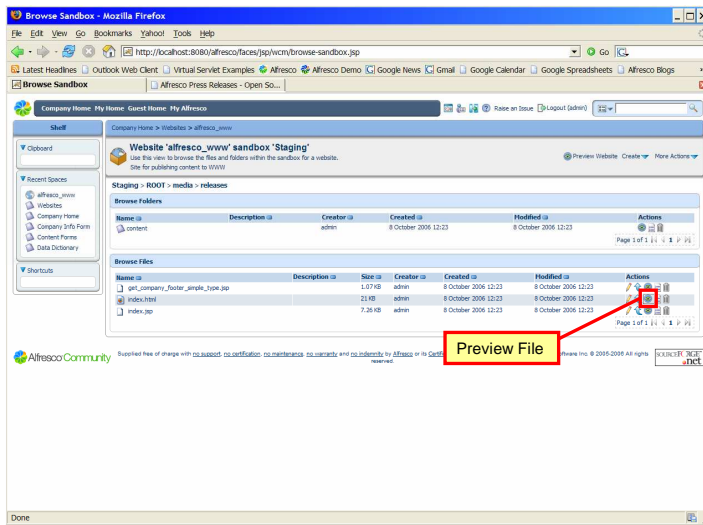 Browse Sandbox - Mozilla Firefox
File Edit View Go Bookmarks Yahoo! Tools Help
http://localhost:8080/alfresco/faces/jsp/wcm/browse-sandbox.jsp Go G
Latest Headlines Outlook Web Client Virtual Servlet Examples Alfresco Alfresco Demo Google News Gmail Google Calendar Google Spreadsheets Alfresco Blogs
Browse Sandbox Alfresco Press Releases - Open So...
Company Home My Home Guest Home My Alfresco Raise an Issue Logout (admin)
Shelf Company Home > Websites > alfresco_www
Clipboard
Website 'alfresco_www' sandbox 'Staging'
Use this view to browse the files and folders within the sandbox for a website.
Site for publishing content to WWW
Preview Website Create More Actions
Recent Spaces
alfresco_www
Websites
Company Home
Company Info Form
Content Forms
Data Dictionary
Shortcuts
Staging > ROOT > media > releases
Browse Folders
Name Description Creator Created Modified Actions
content admin 8 October 2006 12:23 8 October 2006 12:23
Page 1 of 1 1
Browse Files
Name Description Size Creator Created Modified Actions
get_company_footer_simple_type.jsp 1.07 KB admin 8 October 2006 12:23 8 October 2006 12:23
index.html 21 KB admin 8 October 2006 12:23 8 October 2006 12:23
index.jsp 7.26 KB admin 8 October 2006 12:23 8 October 2006 12:23
Page 1 of 1 1
Preview File
Alfresco Community
Supplied free of charge with no support, no certification, no maintenance, no warranty and no indemnity by Alfresco or its Inc. © 2005-2006 All rights
reserved
SOURCEFORGE
.net
Done